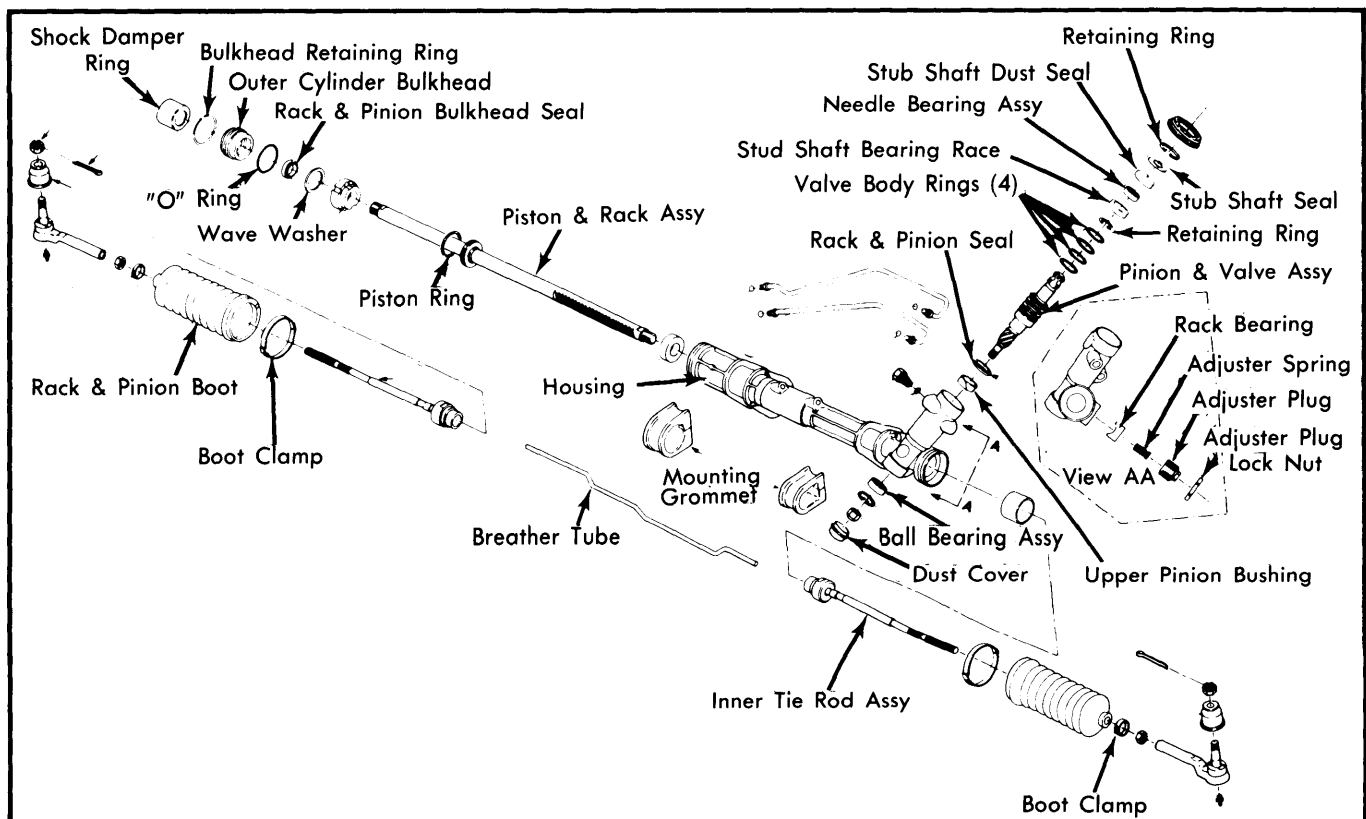 Shock Damper
Ring
Bulkhead Retaining Ring
Outer Cylinder Bulkhead
Rack & Pinion Bulkhead Seal
"O" Ring
Wave Washer
Piston & Rack Assy
Piston Ring
Rack & Pinion Boot
Boot Clamp
Housing
Mounting
Grommet
Breather Tube
Retaining Ring
Stub Shaft Dust Seal
Needle Bearing Assy
Stud Shaft Bearing Race
Valve Body Rings (4)
Rack & Pinion Seal
Stub Shaft Seal
Retaining Ring
Pinion & Valve Assy
Rack Bearing
Adjuster Spring
Adjuster Plug
Adjuster Plug
Lock Nut
View AA
A
A
Ball Bearing Assy
Dust Cover
Upper Pinion Bushing
Inner Tie Rod Assy
Boot Clamp